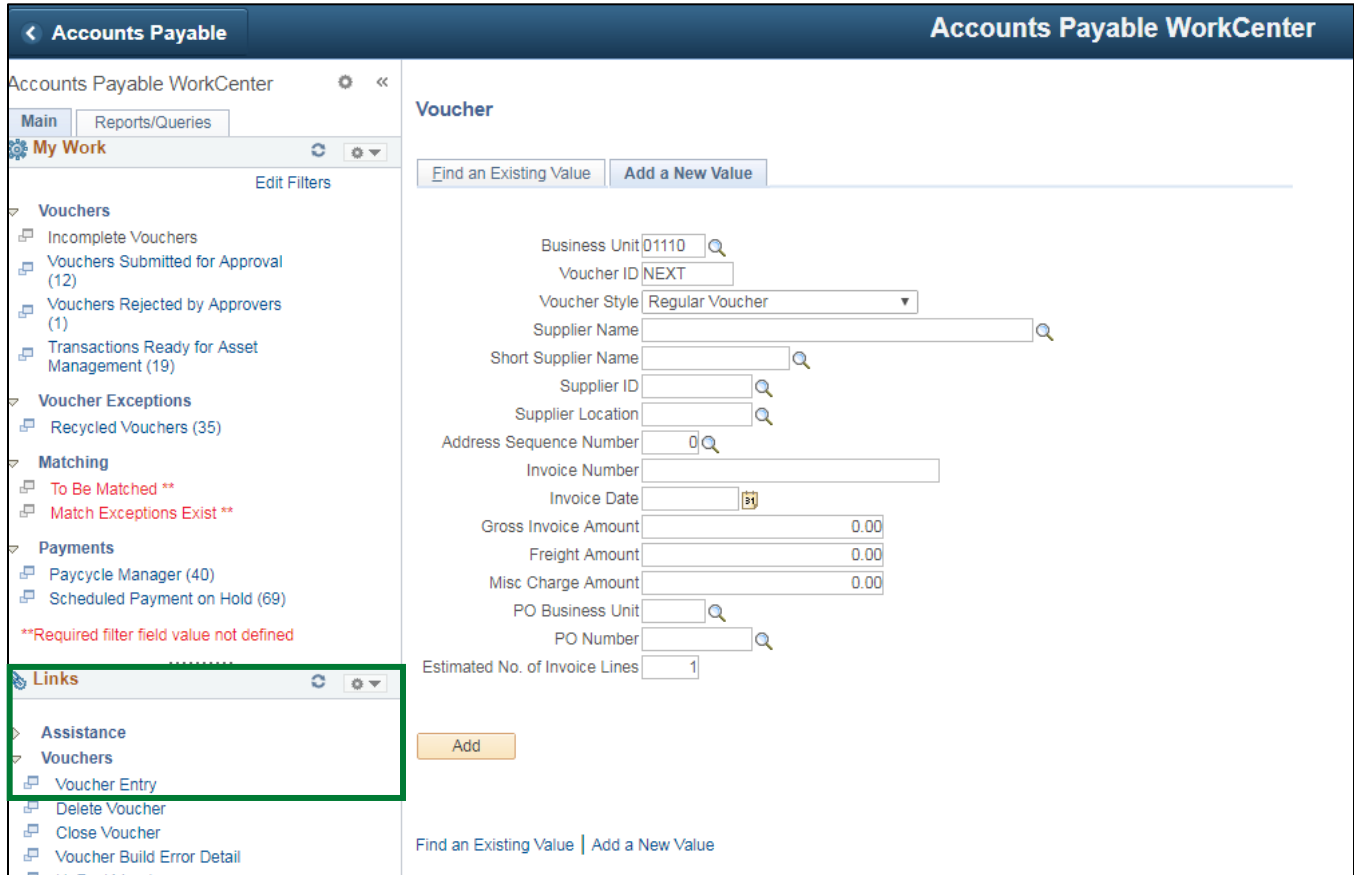 Accounts Payable
Accounts Payable WorkCenter
Accounts Payable WorkCenter
Main Reports/Queries
My Work
Edit Filters
Vouchers
Incomplete Vouchers
Vouchers Submitted for Approval
(12)
Vouchers Rejected by Approvers
(1)
Transactions Ready for Asset
Management (19)
Voucher Exceptions
Recycled Vouchers (35)
Matching
To Be Matched **
Match Exceptions Exist **
Payments
Paycycle Manager (40)
Scheduled Payment on Hold (69)
**Required filter field value not defined
Links
Assistance
Vouchers
Voucher Entry
Delete Voucher
Close Voucher
Voucher Build Error Detail
Voucher
Find an Existing Value Add a New Value
Business Unit 01110
Voucher ID NEXT
Voucher Style Regular Voucher
Supplier Name
Short Supplier Name
Supplier ID
Supplier Location
Address Sequence Number 0
Invoice Number
Invoice Date 31
Gross Invoice Amount 0.00
Freight Amount 0.00
Misc Charge Amount 0.00
PO Business Unit
PO Number
Estimated No. of Invoice Lines 1
Add
Find an Existing Value | Add a New Value